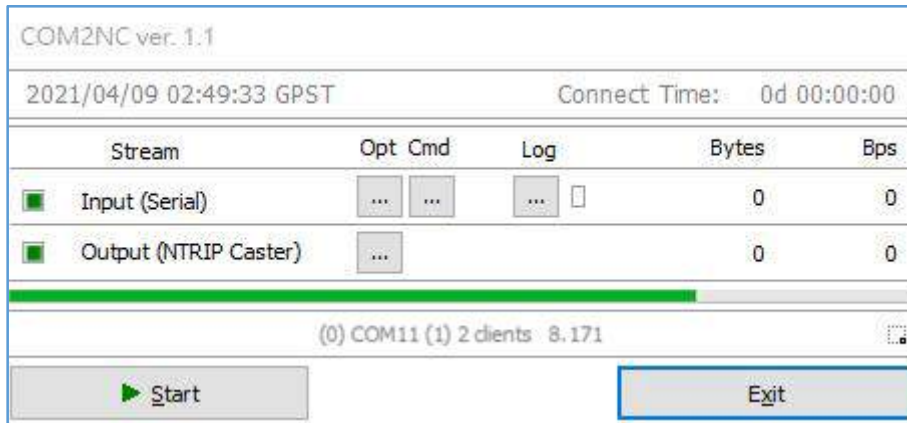 COM2NC ver. 1.1
2021/04/09 02:49:33 GPST Connect Time: 0d 00:00:00
Stream Opt Cmd Log Bytes Bps
Input (Serial) ... ... ... 0 0
Output (NTRIP Caster) ... 0 0
(0) COM11 (1) 2 clients 8.171
Start Exit